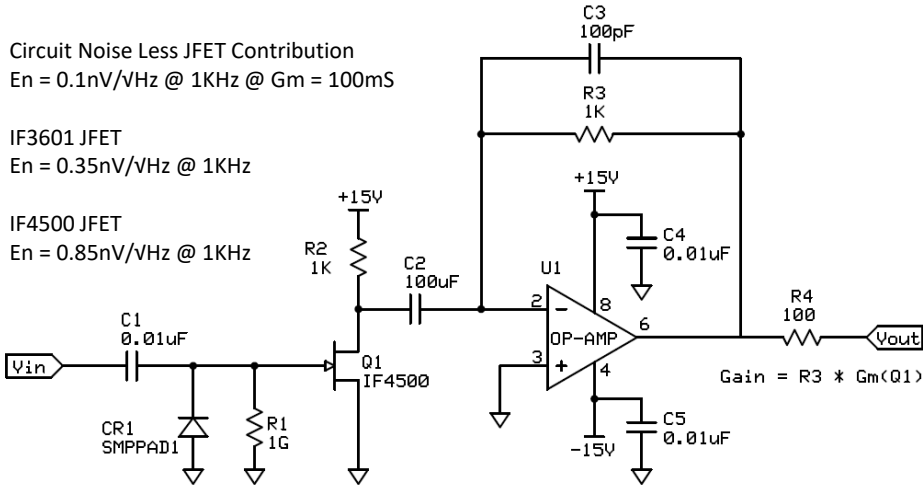 Circuit Noise Less JFET Contribution
En = 0.1nV/√Hz @ 1KHz @ Gm = 100mS
IF3601 JFET
En = 0.35nV/√Hz @ 1KHz
IF4500 JFET
En = 0.85nV/√Hz @ 1KHz
C3
100pF
R3
1K
+15V
R2
1K
C2
100uF
+15V
C4
0.01uF
U1
2
8
OP-AMP
6
3
4
R4
100
Vout
Gain = R3 * Gm(Q1)
C1
0.01uF
Vin
Q1
IF4500
CR1
SMPPAD1
R1
1G
-15V
C5
0.01uF